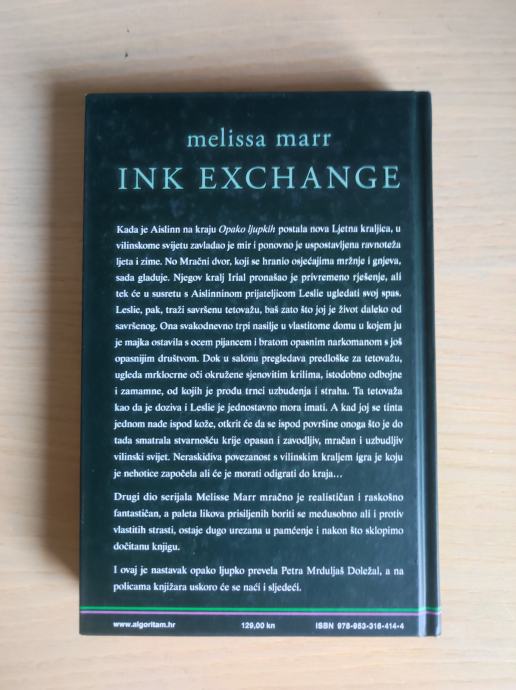 melissa marr
INK EXCHANGE
Kada je Aislinn na kraju Opako ljupkih postala nova Ljetna kraljica, u
vilinskome svijetu zavladao je mir i ponovno je uspostavljena ravnoteža
ljeta i zime. No Mračni dvor, koji se hranio osjećajima mržnje i gnjeva,
sada gladuje. Njegov kralj Irial pronašao je privremeno rješenje, ali
tek će u susretu s Aislinninom prijateljicom Leslie ugledati svoj spas.
Leslie, pak, traži savršenu tetovažu, baš zato što joj je život daleko od
savršenog. Ona svakodnevno trpi nasilje u vlastitome domu u kojem ju
je majka ostavila s ocem pijancem i bratom opasnim narkomanom s još
opasnijim društvom. Dok u salonu pregledava predloške za tetovažu,
ugleda mrklocrne oči okružene sjenovitim krilima, istodobno odbojne
i zamamne, od kojih je prođu trnci uzbuđenja i straha. Ta tetovaža
kao da je doziva i Leslie je jednostavno mora imati. A kad joj se tinta
jednom nađe ispod kože, otkrit će da se ispod površine onoga što je do
tada smatrala stvarnošću krije opasan i zavodljiv, mračan i uzbudljiv
vilinski svijet. Neraskidiva povezanost s vilinskim kraljem igra je koju
je nehotice započela ali će je morati odigrati do kraja...
Drugi dio serijala Melisse Marr mračno je realističan i raskošno
fantastičan, a paleta likova prisiljenih boriti se međusobno ali i protiv
vlastitih strasti, ostaje dugo urezana u pamćenje i nakon što sklopimo
dočitanu knjigu.
I ovaj je nastavak opako ljupko prevela Petra Mrduljaš Doležal, a na
policama knjižara uskoro će se naći i sljedeći.
www.algoritam.hr 129,00 kn ISBN 978-953-316-414-4